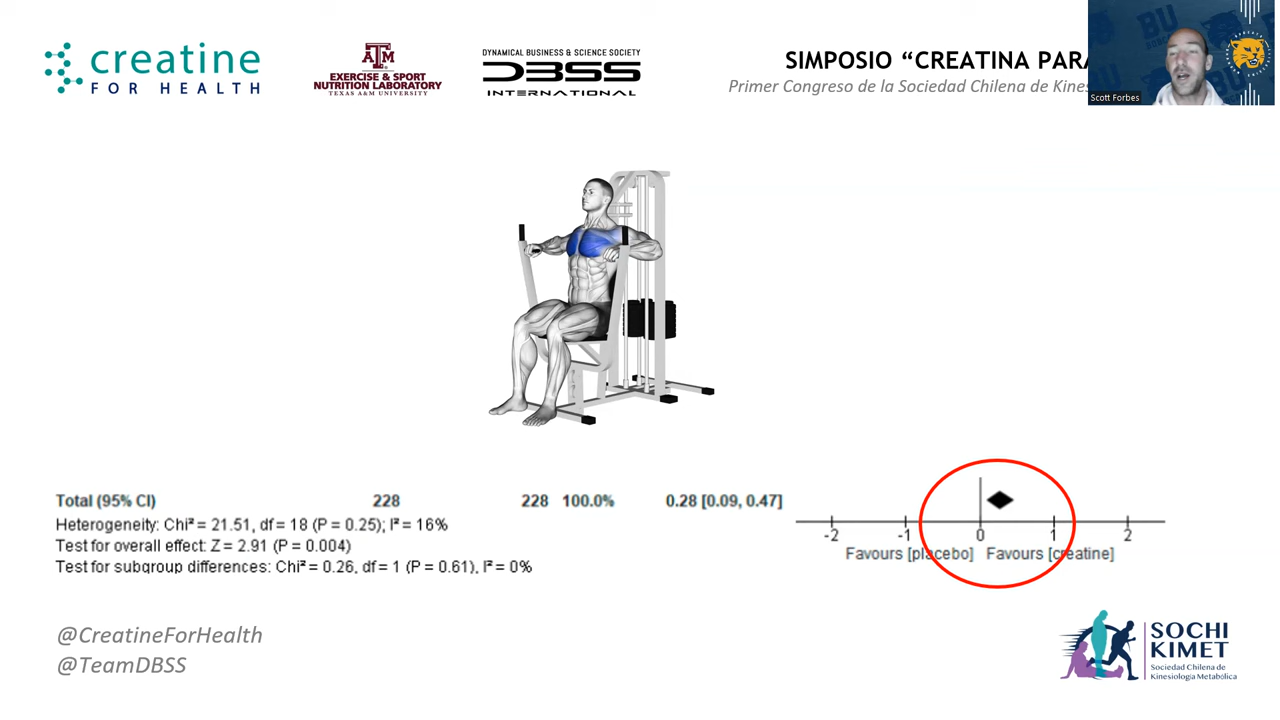 creatine
FOR HEALTH
ATM
EXERCISE & SPORT
NUTRITION LABORATORY
TEXAS A&M UNIVERSITY
DYNAMICAL BUSINESS & SCIENCE SOCIETY
DBSS
INTERNATIONAL
SIMPOSIO “CREATINA PARA
Primer Congreso de la Sociedad Chilena de Kines
BU
Scott Forbes
Total (95% CI) 228 228 100.0% 0.28 [0.09, 0.47]
Heterogeneity: Chi² = 21.51, df = 18 (P = 0.25); I² = 16%
Test for overall effect: Z = 2.91 (P = 0.004)
Test for subgroup differences: Chi² = 0.26, df = 1 (P = 0.61), I² = 0%
-2 -1 0 1 2
Favours [placebo] Favours [creatine]
@CreatineForHealth
@TeamDBSS
SOCHI
KIMET
Sociedad Chilena de
Kinesiología Metabólica